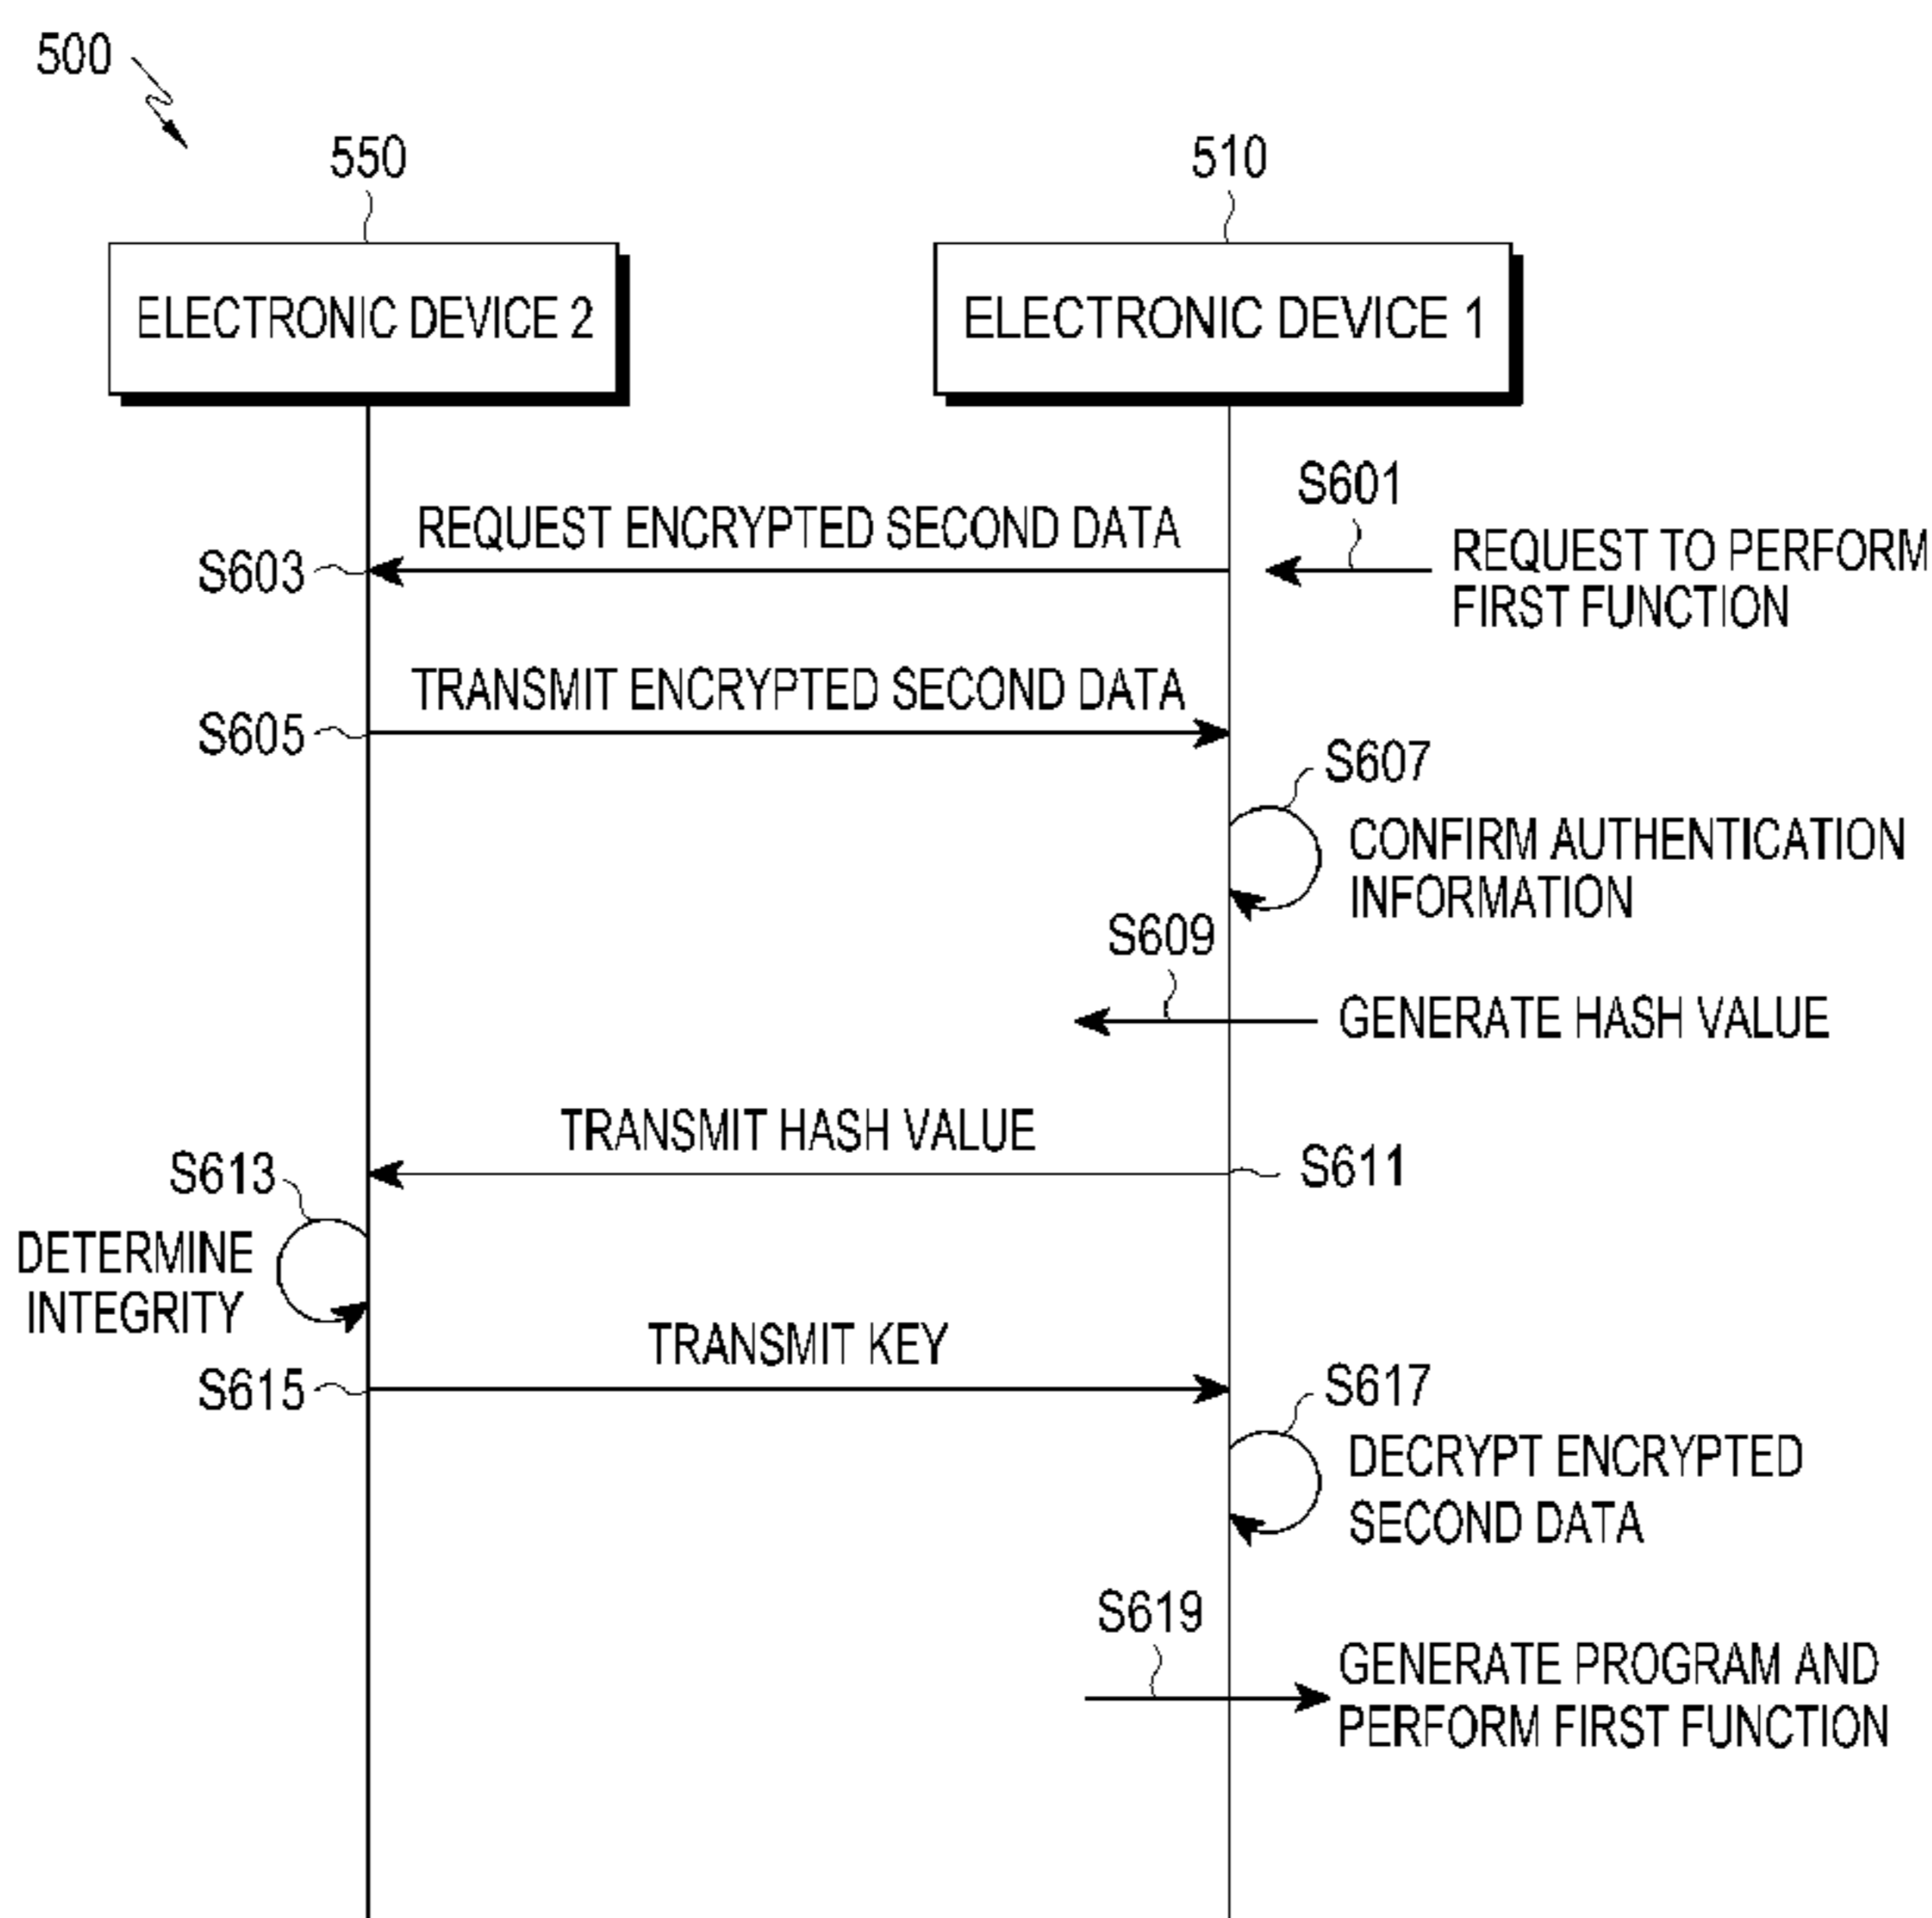 500
550
510
ELECTRONIC DEVICE 2
ELECTRONIC DEVICE 1
S601
REQUEST ENCRYPTED SECOND DATA
S603
REQUEST TO PERFORM
FIRST FUNCTION
TRANSMIT ENCRYPTED SECOND DATA
S605
S607
CONFIRM AUTHENTICATION
INFORMATION
S609
GENERATE HASH VALUE
TRANSMIT HASH VALUE
S611
S613
DETERMINE
INTEGRITY
TRANSMIT KEY
S615
S617
DECRYPT ENCRYPTED
SECOND DATA
S619
GENERATE PROGRAM AND
PERFORM FIRST FUNCTION